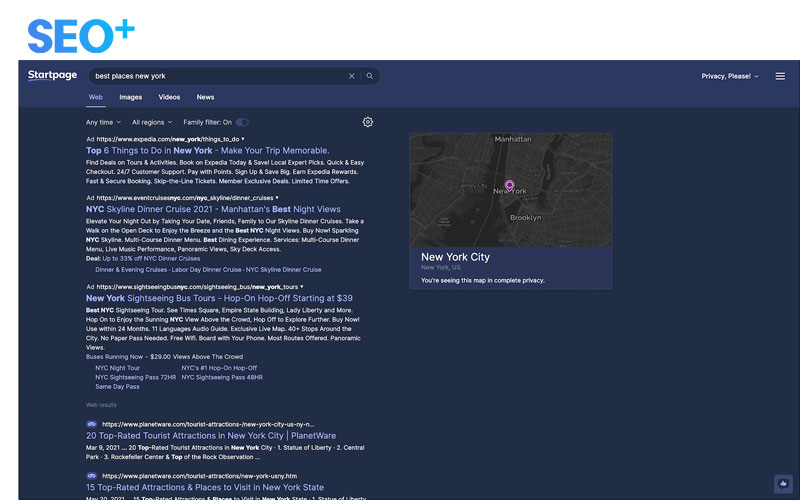 SEO+
Startpage
best places new york
Privacy, Please!
Web Images Videos News
Any time All regions Family filter: On
Ad https://www.expedia.com/new_york/things_to_do
Top 6 Things to Do in New York - Make Your Trip Memorable.
Find Deals on Tours & Activities. Book on Expedia Today & Save! Local Expert Picks. Quick & Easy
Checkout. 24/7 Customer Support. Pay with Points. Sign Up & Save Big. Earn Expedia Rewards.
Fast & Secure Booking. Skip-the-Line Tickets. Member Exclusive Deals. Limited Time Offers.
Ad https://www.eventcruisesnyc.com/nyc_skyline/dinner_cruises
NYC Skyline Dinner Cruise 2021 - Manhattan's Best Night Views
Elevate Your Night Out by Taking Your Date, Friends, Family to Our Skyline Dinner Cruises. Take a
Walk on the Open Deck to Enjoy the Breeze and the Best NYC Night Views. Buy Now! Sparkling
NYC Skyline. Multi-Course Dinner Menu. Best Dining Experience. Services: Multi-Course Dinner
Menu, Live Music Performance, Panoramic Views, Sky Deck Access.
Deal: Up to 33% off NYC Dinner Cruises
Dinner & Evening Cruises · Labor Day Dinner Cruise · NYC Skyline Dinner Cruise
Ad https://www.sightseeingbusnyc.com/sightseeing_bus/new_york_tours
New York Sightseeing Bus Tours - Hop-On Hop-Off Starting at $39
Best NYC Sightseeing Tour. See Times Square, Empire State Building, Lady Liberty and More.
Hop On to Enjoy the Sunning NYC View Above the Crowd, Hop Off to Explore Further. Buy Now!
Use within 24 Months. 11 Languages Audio Guide. Exclusive Live Map. 40+ Stops Around the
City. No Paper Pass Needed. Free Wifi. Board with Your Phone. Most Routes Offered. Panoramic
Views.
Buses Running Now - $29.00 Views Above The Crowd
NYC Night Tour NYC's #1 Hop-On Hop-Off
NYC Sightseeing Pass 72HR NYC Sightseeing Pass 48HR
Same Day Pass
Web results
https://www.planetware.com/tourist-attractions-/new-york-city-us-ny-n...
20 Top-Rated Tourist Attractions in New York City | PlanetWare
Mar 9, 2021 ... 20 Top-Rated Tourist Attractions in New York City · 1. Statue of Liberty · 2. Central
Park · 3. Rockefeller Center & Top of the Rock Observation ...
https://www.planetware.com/tourist-attractions/new-york-usny.htm
15 Top-Rated Attractions & Places to Visit in New York State
May 20, 2021 ... 15 Top-Rated Attractions & Places to Visit in New York State · 1. Statue of Liberty
Manhattan
New York
Brooklyn
New York City
New York, US
You're seeing this map in complete privacy.